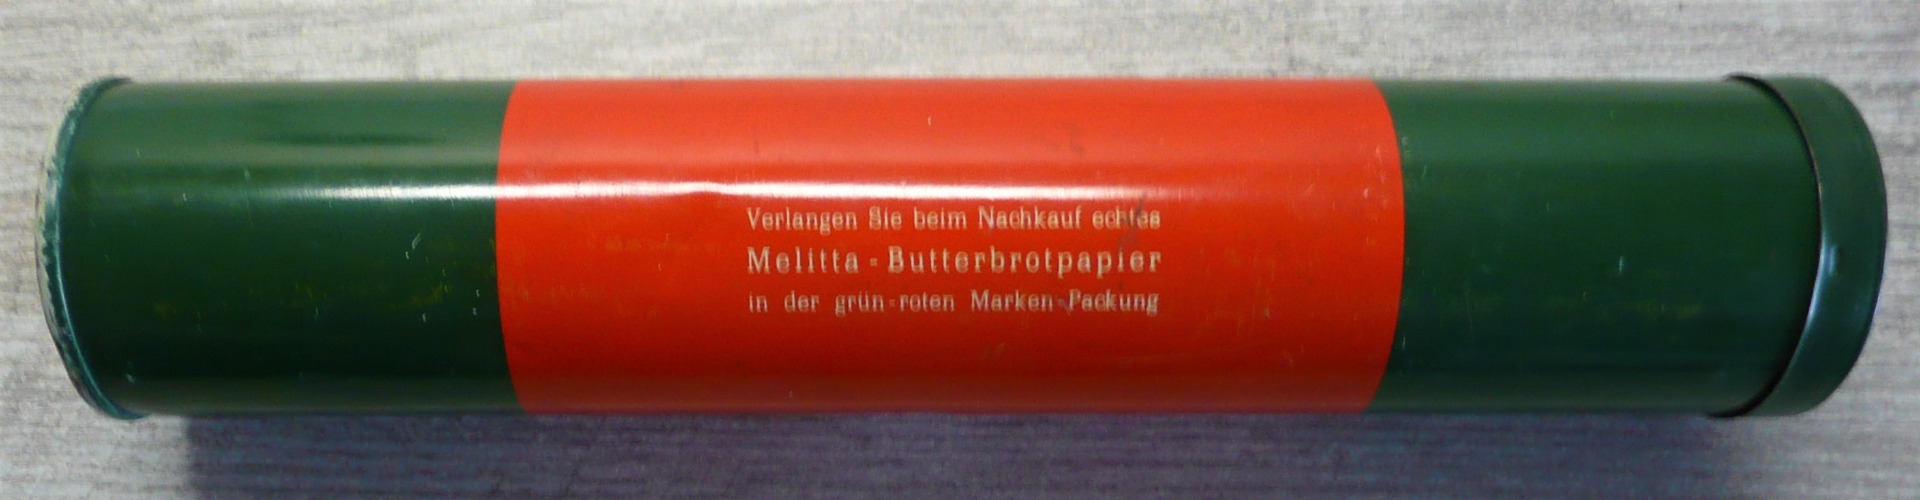 Verlangen Sie beim Nachkauf echtes
Melitta-Butterbrotpapier
in der grün-roten Marken-Packung